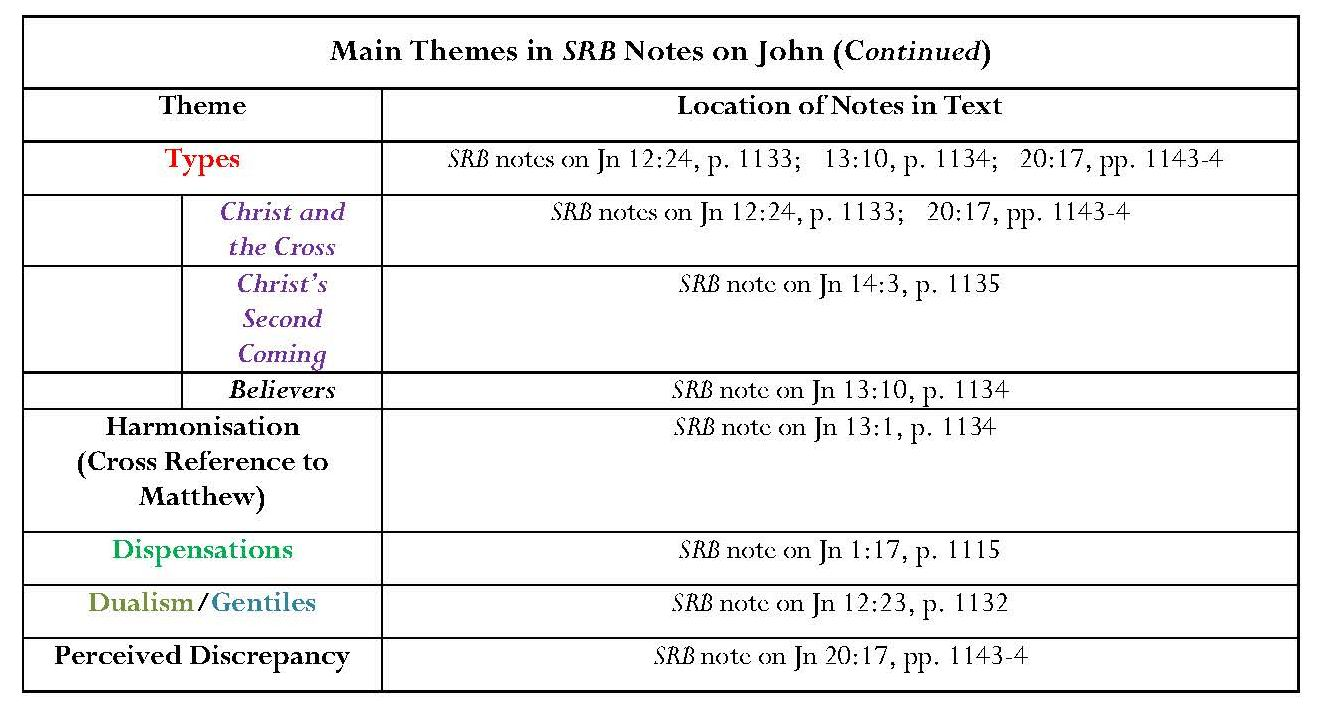 Main Themes in SRB Notes on John (Continued)
Theme
Location of Notes in Text
Types
SRB notes on Jn 12:24, p. 1133; 13:10, p. 1134; 20:17, pp. 1143-4
Christ and
the Cross
SRB notes on Jn 12:24, p. 1133; 20:17, pp. 1143-4
Christ's
Second
Coming
SRB note on Jn 14:3, p. 1135
Believers
SRB note on Jn 13:10, p. 1134
Harmonisation
(Cross Reference to
Matthew)
SRB note on Jn 13:1, p. 1134
Dispensations
SRB note on Jn 1:17, p. 1115
Dualism/Gentiles
SRB note on Jn 12:23, p. 1132
Perceived Discrepancy
SRB note on Jn 20:17, pp. 1143-4